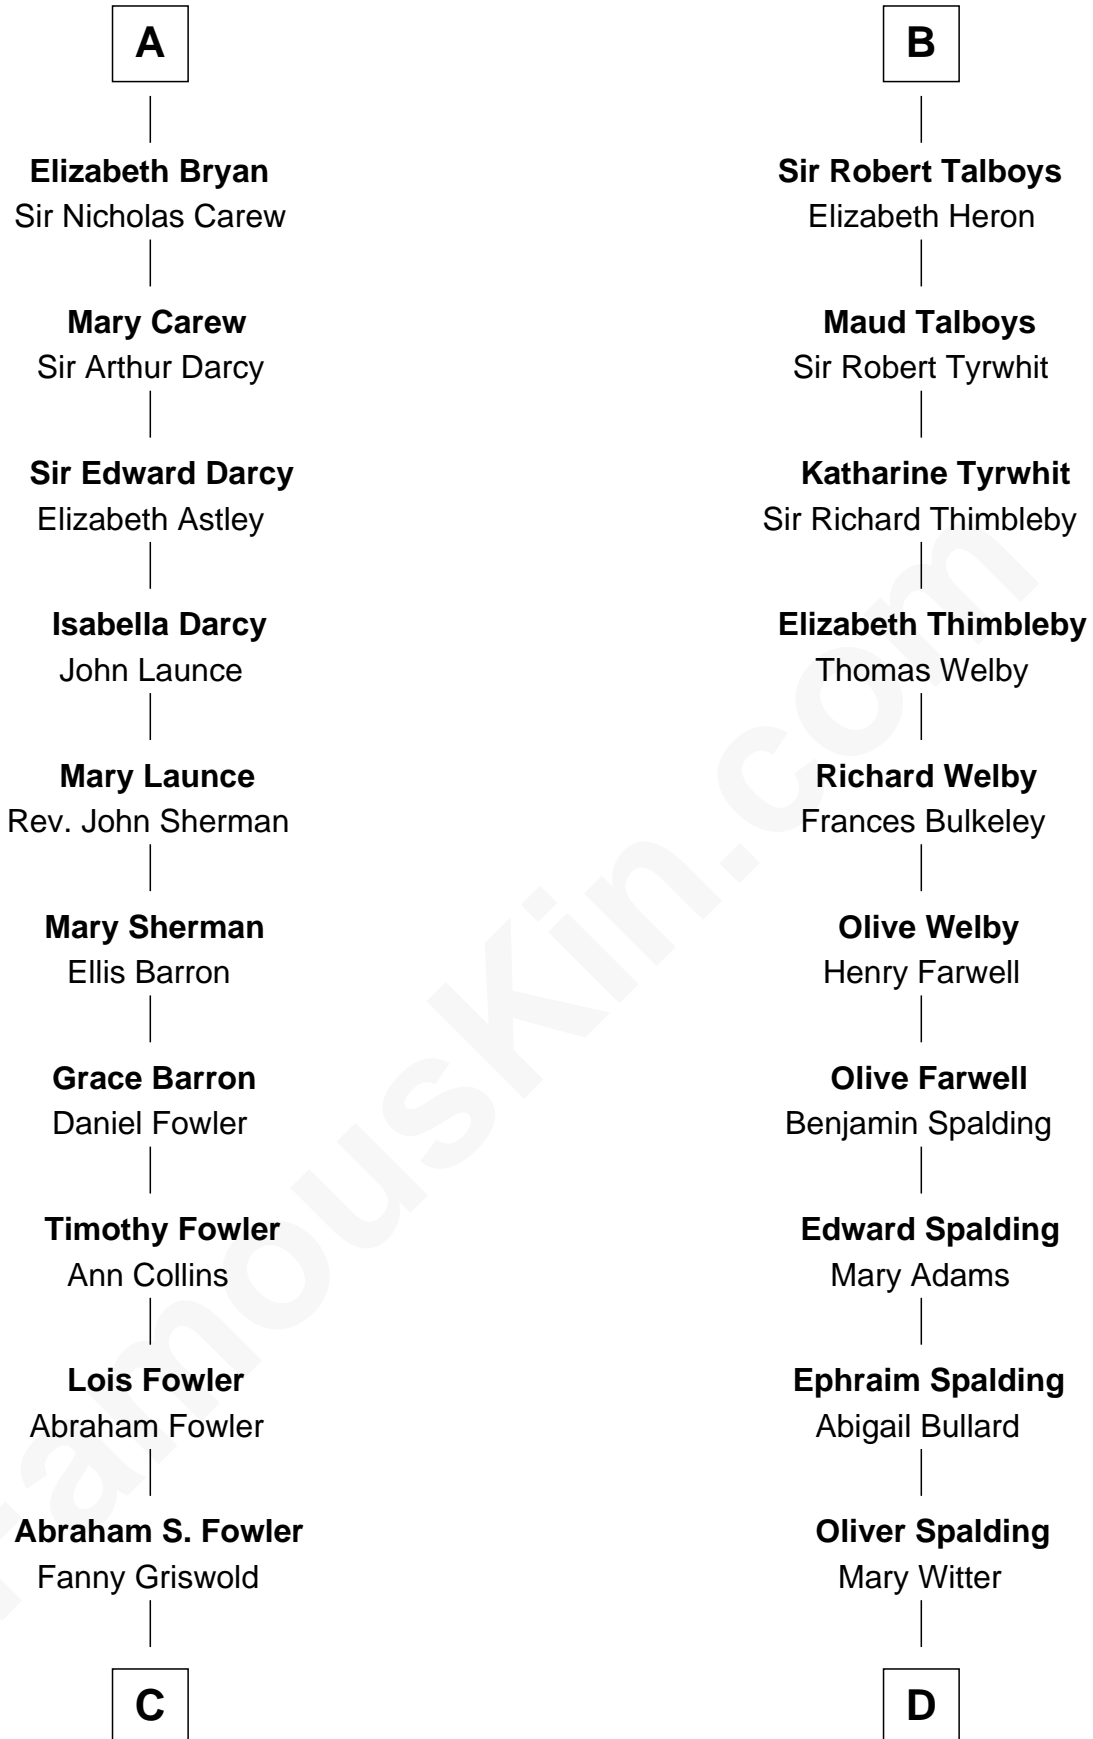 A
Elizabeth Bryan
Sir Nicholas Carew
Mary Carew
Sir Arthur Darcy
Sir Edward Darcy
Elizabeth Astley
Isabella Darcy
John Launce
Mary Launce
Rev. John Sherman
Mary Sherman
Ellis Barron
Grace Barron
Daniel Fowler
Timothy Fowler
Ann Collins
Lois Fowler
Abraham Fowler
Abraham S. Fowler
Fanny Griswold
C
B
Sir Robert Talboys
Elizabeth Heron
Maud Talboys
Sir Robert Tyrwhit
Katharine Tyrwhit
Sir Richard Thimbleby
Elizabeth Thimbleby
Thomas Welby
Richard Welby
Frances Bulkeley
Olive Welby
Henry Farwell
Olive Farwell
Benjamin Spalding
Edward Spalding
Mary Adams
Ephraim Spalding
Abigail Bullard
Oliver Spalding
Mary Witter
D
FamousKin.com